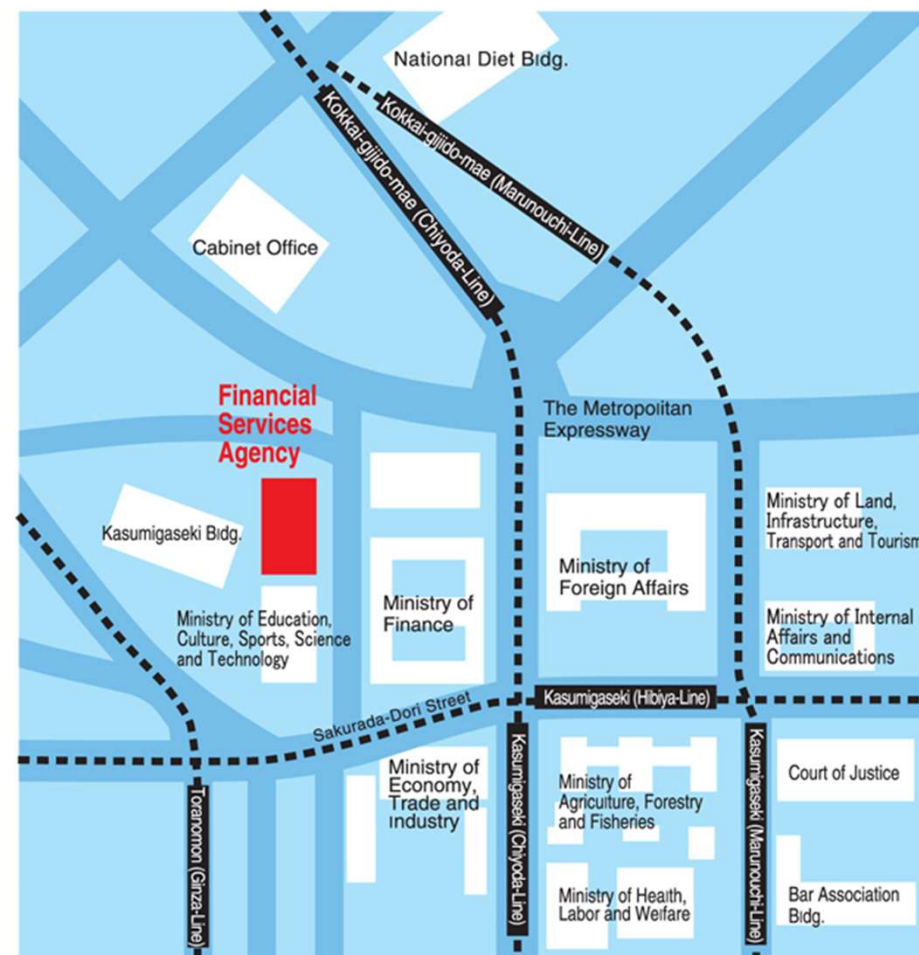 National Diet Bldg.
Kokkai-gijido-mae (Chiyoda-Line)
Kokkai-gijido-mae (Marunouchi-Line)
Cabinet Office
Financial
Services
Agency
The Metropolitan
Expressway
Kasumigaseki Bldg.
Ministry of Land,
Infrastructure,
Transport and Tourism
Ministry of
Foreign Affairs
Ministry of
Finance
Ministry of Education,
Culture, Sports, Science
and Technology
Ministry of Internal
Affairs and
Communications
Sakurada-Dori Street
Kasumigaseki (Hibiya-Line)
Ministry of
Economy,
Trade and
Industry
Kasumigaseki (Chiyoda-Line)
Ministry of
Agriculture, Forestry
and Fisheries
Kasumigaseki (Marunouchi-Line)
Court of Justice
Toranomon (Ginza-Line)
Ministry of Health,
Labor and Welfare
Bar Association
Bldg.